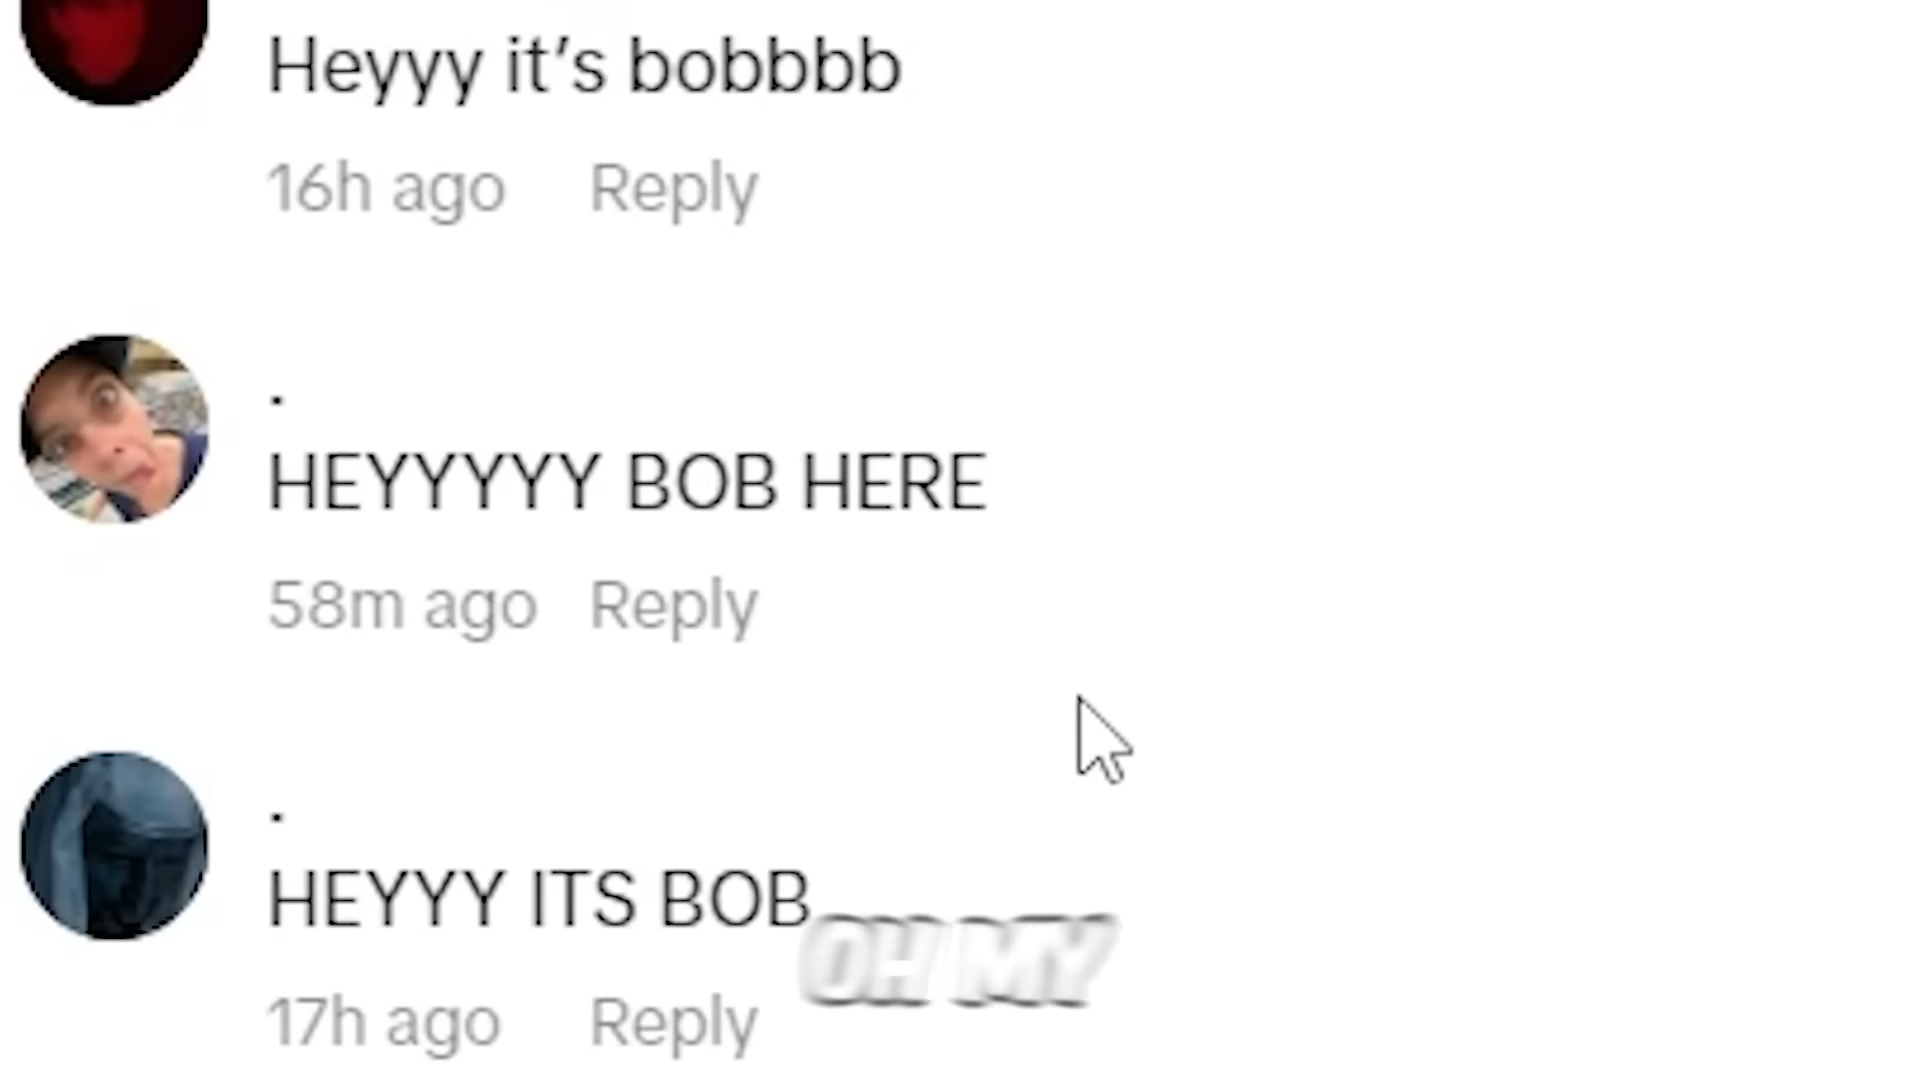 Heyyy it's bobbbb
16h ago Reply
.
HEYYYYY BOB HERE
58m ago Reply
.
HEYYY ITS BOB
OH MY
17h ago Reply